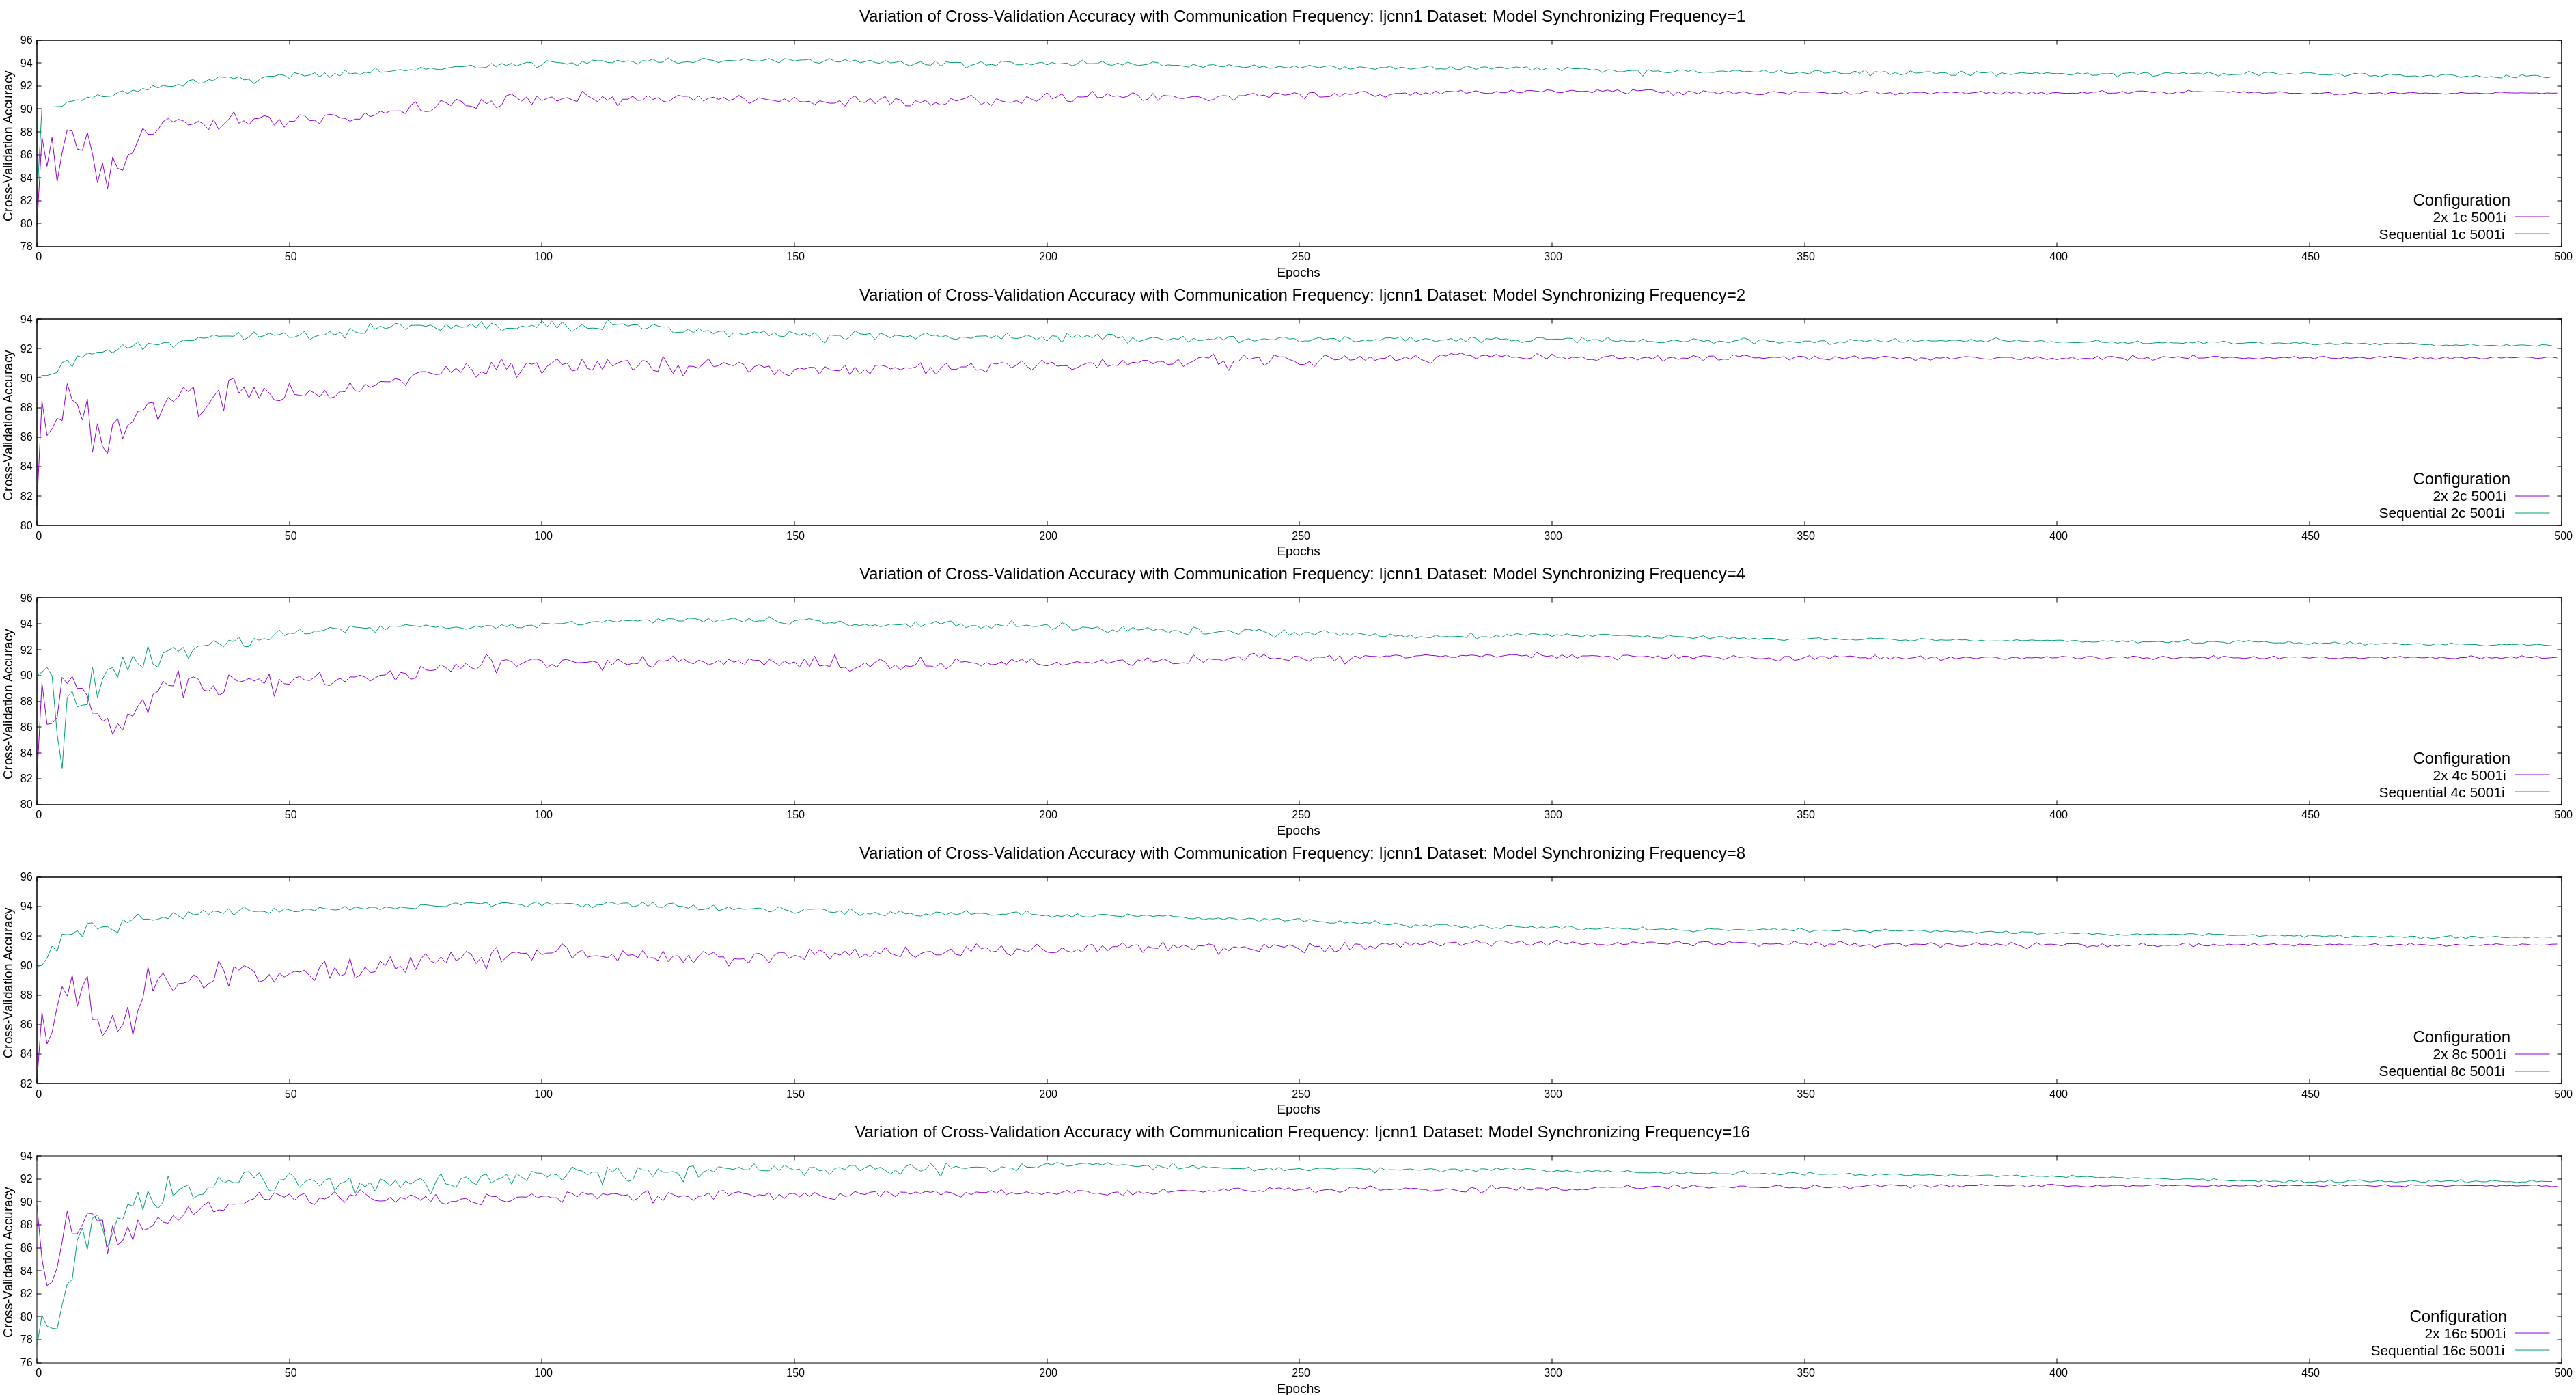 Variation of Cross-Validation Accuracy with Communication Frequency: Ijcnn1 Dataset: Model Synchronizing Frequency=1
Cross-Validation Accuracy
96
94
92
90
88
86
84
82
80
78
Configuration
2x 1c 5001i
Sequential 1c 5001i
0 50 100 150 200 250 300 350 400 450 500
Epochs
Variation of Cross-Validation Accuracy with Communication Frequency: Ijcnn1 Dataset: Model Synchronizing Frequency=2
Cross-Validation Accuracy
94
92
90
88
86
84
82
80
Configuration
2x 2c 5001i
Sequential 2c 5001i
0 50 100 150 200 250 300 350 400 450 500
Epochs
Variation of Cross-Validation Accuracy with Communication Frequency: Ijcnn1 Dataset: Model Synchronizing Frequency=4
Cross-Validation Accuracy
96
94
92
90
88
86
84
82
80
Configuration
2x 4c 5001i
Sequential 4c 5001i
0 50 100 150 200 250 300 350 400 450 500
Epochs
Variation of Cross-Validation Accuracy with Communication Frequency: Ijcnn1 Dataset: Model Synchronizing Frequency=8
Cross-Validation Accuracy
96
94
92
90
88
86
84
82
Configuration
2x 8c 5001i
Sequential 8c 5001i
0 50 100 150 200 250 300 350 400 450 500
Epochs
Variation of Cross-Validation Accuracy with Communication Frequency: Ijcnn1 Dataset: Model Synchronizing Frequency=16
Cross-Validation Accuracy
94
92
90
88
86
84
82
80
78
76
Configuration
2x 16c 5001i
Sequential 16c 5001i
0 50 100 150 200 250 300 350 400 450 500
Epochs